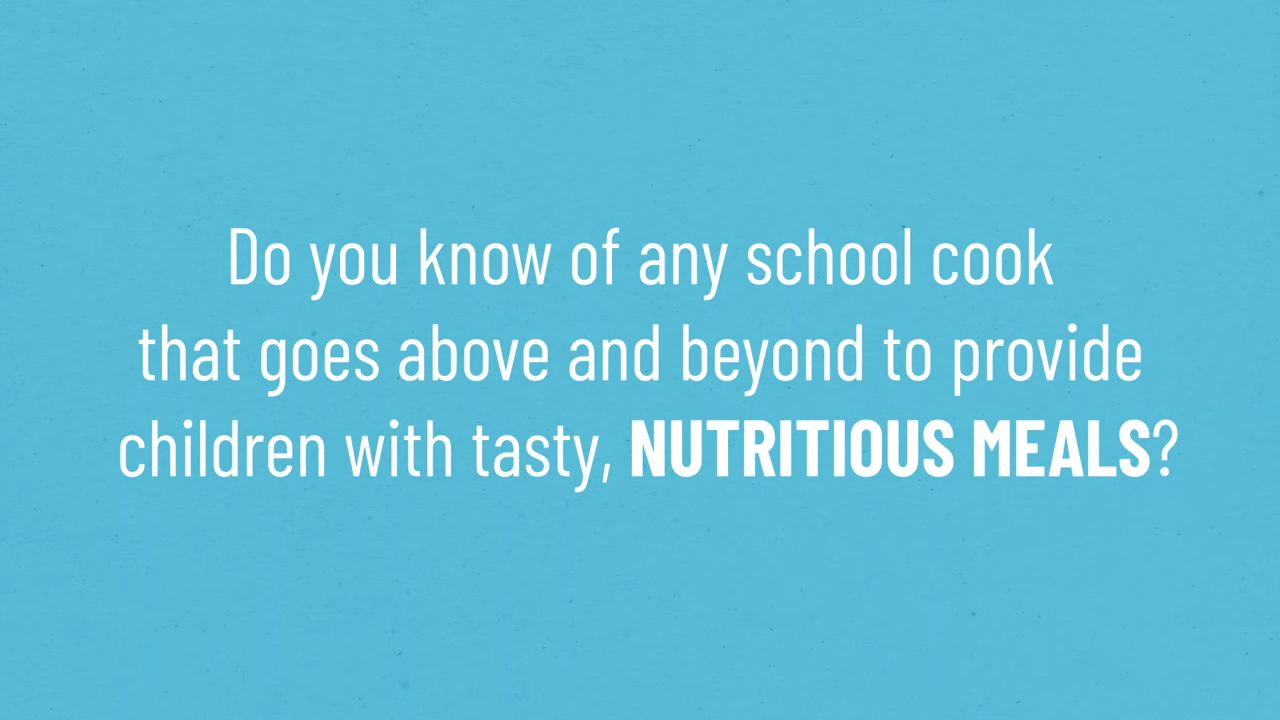 Do you know of any school cook
that goes above and beyond to provide
children with tasty, NUTRITIOUS MEALS?